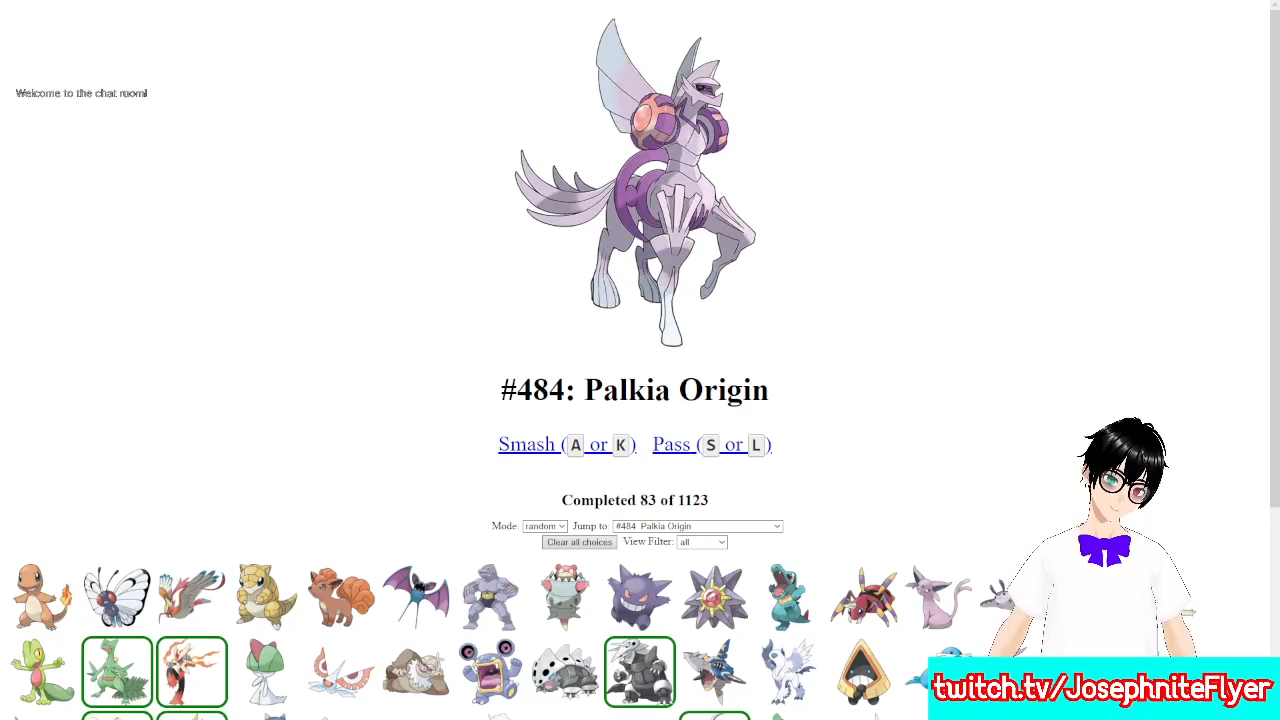 Welcome to the chat room!
#484: Palkia Origin
Smash (A or K) Pass (S or L)
Completed 83 of 1123
Mode: random Jump to: #484 Palkia Origin
Clear all choices View Filter: all
twitch.tv/JosephniteFlyer